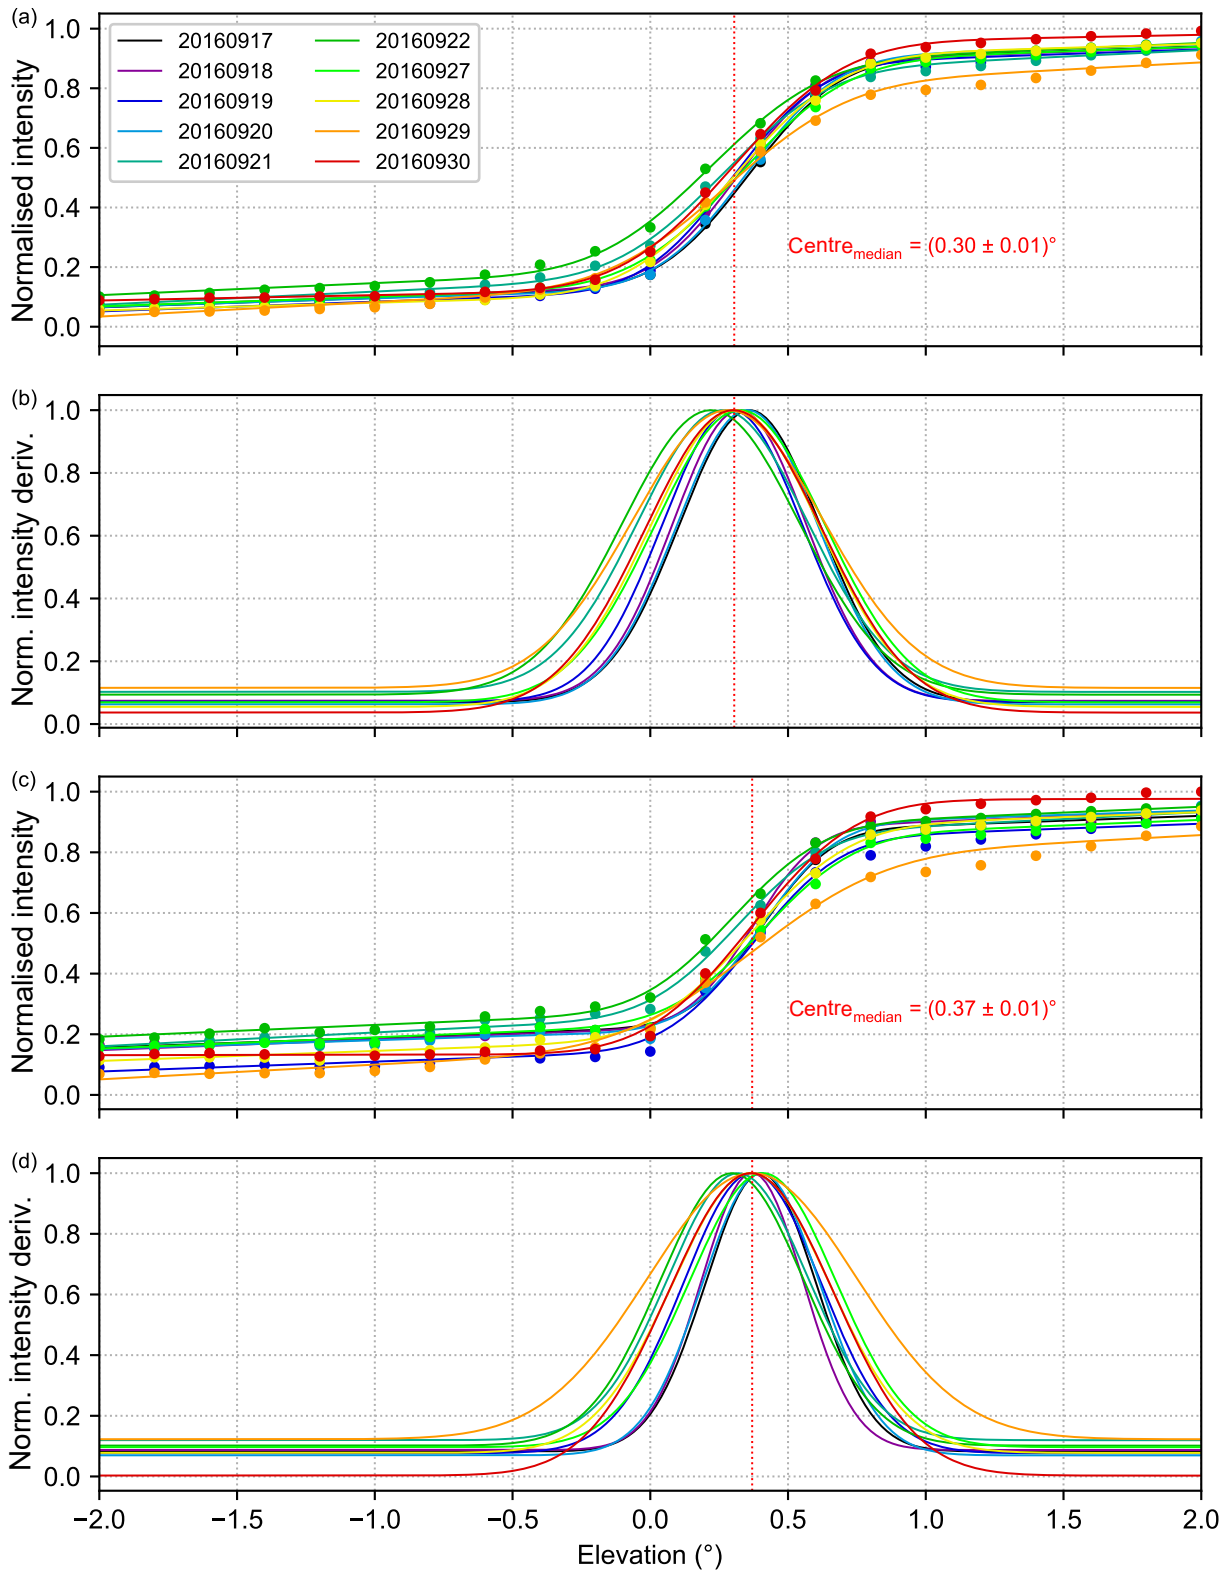 (a)
Normalised intensity
1.0
0.8
0.6
0.4
0.2
0.0
20160917 20160922
20160918 20160927
20160919 20160928
20160920 20160929
20160921 20160930
Centre_median = (0.30 ± 0.01)°
(b)
Norm. intensity deriv.
1.0
0.8
0.6
0.4
0.2
0.0
(c)
Normalised intensity
1.0
0.8
0.6
0.4
0.2
0.0
Centre_median = (0.37 ± 0.01)°
(d)
Norm. intensity deriv.
1.0
0.8
0.6
0.4
0.2
0.0
−2.0 −1.5 −1.0 −0.5 0.0 0.5 1.0 1.5 2.0
Elevation (°)